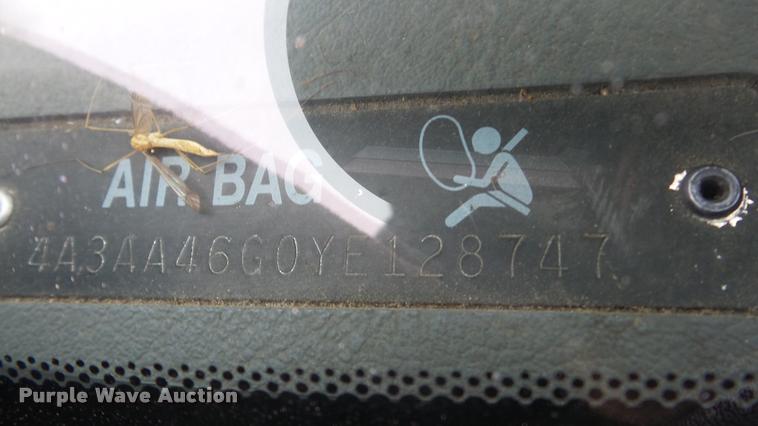 AIR BAG
4A3AA46G0YE128747
Purple Wave Auction